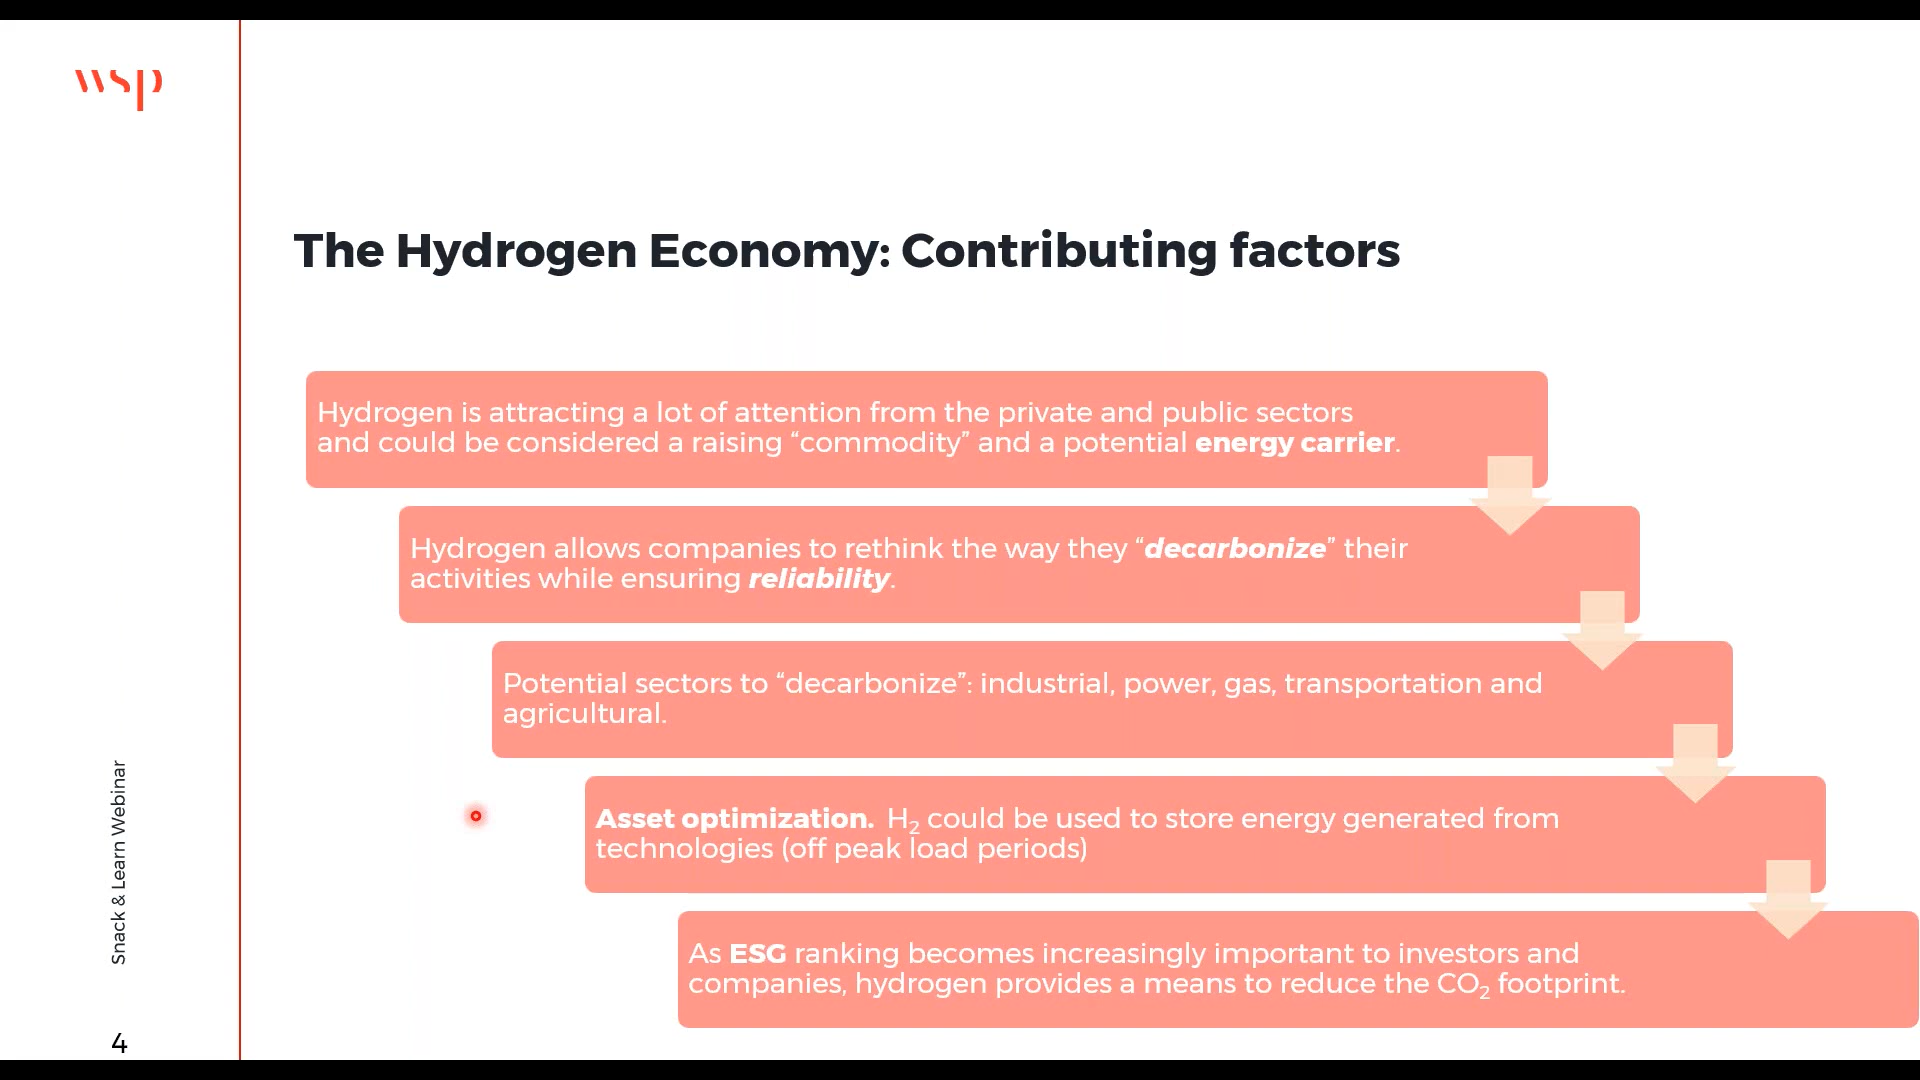 wsp
The Hydrogen Economy: Contributing factors
Hydrogen is attracting a lot of attention from the private and public sectors
and could be considered a raising “commodity” and a potential energy carrier.
Hydrogen allows companies to rethink the way they “decarbonize” their
activities while ensuring reliability.
Potential sectors to “decarbonize”: industrial, power, gas, transportation and
agricultural.
Asset optimization. H₂ could be used to store energy generated from
technologies (off peak load periods)
As ESG ranking becomes increasingly important to investors and
companies, hydrogen provides a means to reduce the CO₂ footprint.
Snack & Learn Webinar
4